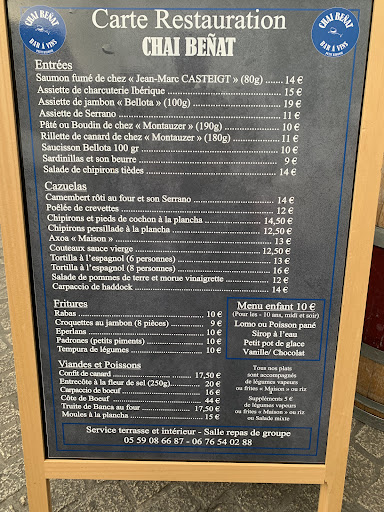 CHAI BEÑAT
BAR À VINS
Carte Restauration
CHAI BEÑAT
CHAI BEÑAT
BAR À VINS
Entrées
Saumon fumé de chez « Jean-Marc CASTEIGT » (80g) ...... 14 €
Assiette de charcuterie Ibérique ...... 15 €
Assiette de jambon « Bellota » (100g) ...... 19 €
Assiette de Serrano ...... 11 €
Pâté ou Boudin de chez « Montauzer » (190g) ...... 10 €
Rillette de canard de chez « Montauzer » (180g) ...... 11 €
Saucisson Bellota 100 gr ...... 10 €
Sardinillas et son beurre ...... 9 €
Salade de chipirons tièdes ...... 14 €
Cazuelas
Camembert rôti au four et son Serrano ...... 14 €
Poêlée de crevettes ...... 12 €
Chipirons et pieds de cochon à la plancha ...... 14,50 €
Chipirons persillade à la plancha ...... 12,50 €
Axoa « Maison » ...... 13 €
Couteaux sauce vierge ...... 12,50 €
Tortilla à l'espagnol (6 personnes) ...... 13 €
Tortilla à l'espagnol (8 personnes) ...... 16 €
Salade de pommes de terre et morue vinaigrette ...... 12 €
Carpaccio de haddock ...... 14 €
Fritures
Rabas ...... 10 €
Croquettes au jambon (8 pièces) ...... 9 €
Eperlans ...... 10 €
Padrones (petits piments) ...... 10 €
Tempura de légumes ...... 10 €
Menu enfant 10 €
(Pour les - 10 ans, midi et soir)
Lomo ou Poisson pané
Sirop à l'eau
Petit pot de glace
Vanille/ Chocolat
Viandes et Poissons
Confit de canard ...... 17,50 €
Entrecôte à la fleur de sel (250g) ...... 20 €
Carpaccio de boeuf ...... 16 €
Côte de Boeuf ...... 44 €
Truite de Banca au four ...... 17,50 €
Moules à la plancha ...... 15 €
Tous nos plats
sont accompagnés
de légumes vapeurs
ou frites « Maison » ou riz
Suppléments 5 €
de légumes vapeurs
ou frites « Maison » ou riz
ou Salade mixte
Service terrasse et intérieur - Salle repas de groupe
05 59 08 66 87 - 06 76 54 02 88